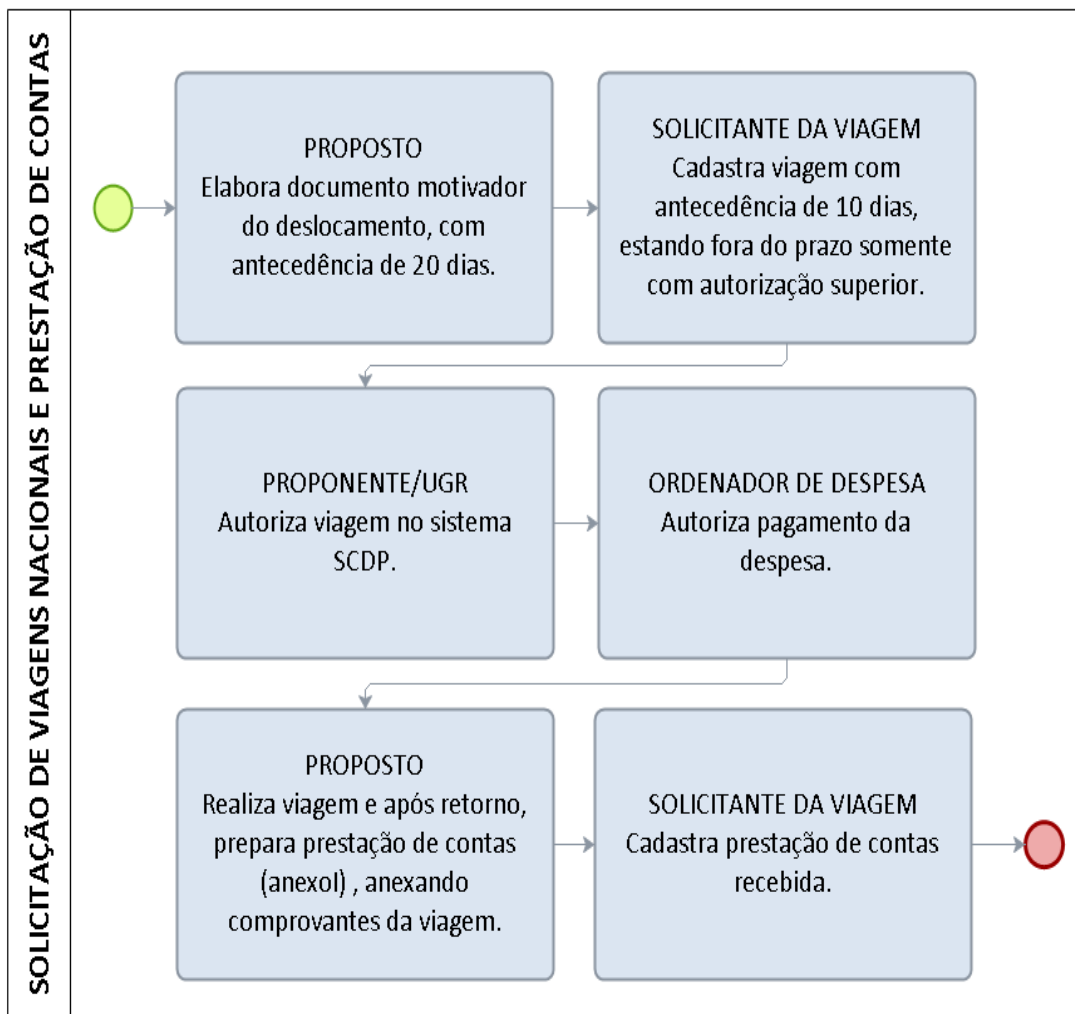 SOLICITAÇÃO DE VIAGENS NACIONAIS E PRESTAÇÃO DE CONTAS
PROPOSTO
Elabora documento motivador
do deslocamento, com
antecedência de 20 dias.
SOLICITANTE DA VIAGEM
Cadastra viagem com
antecedência de 10 dias,
estando fora do prazo somente
com autorização superior.
PROPONENTE/UGR
Autoriza viagem no sistema
SCDP.
ORDENADOR DE DESPESA
Autoriza pagamento da
despesa.
PROPOSTO
Realiza viagem e após retorno,
prepara prestação de contas
(anexoI) , anexando
comprovantes da viagem.
SOLICITANTE DA VIAGEM
Cadastra prestação de contas
recebida.